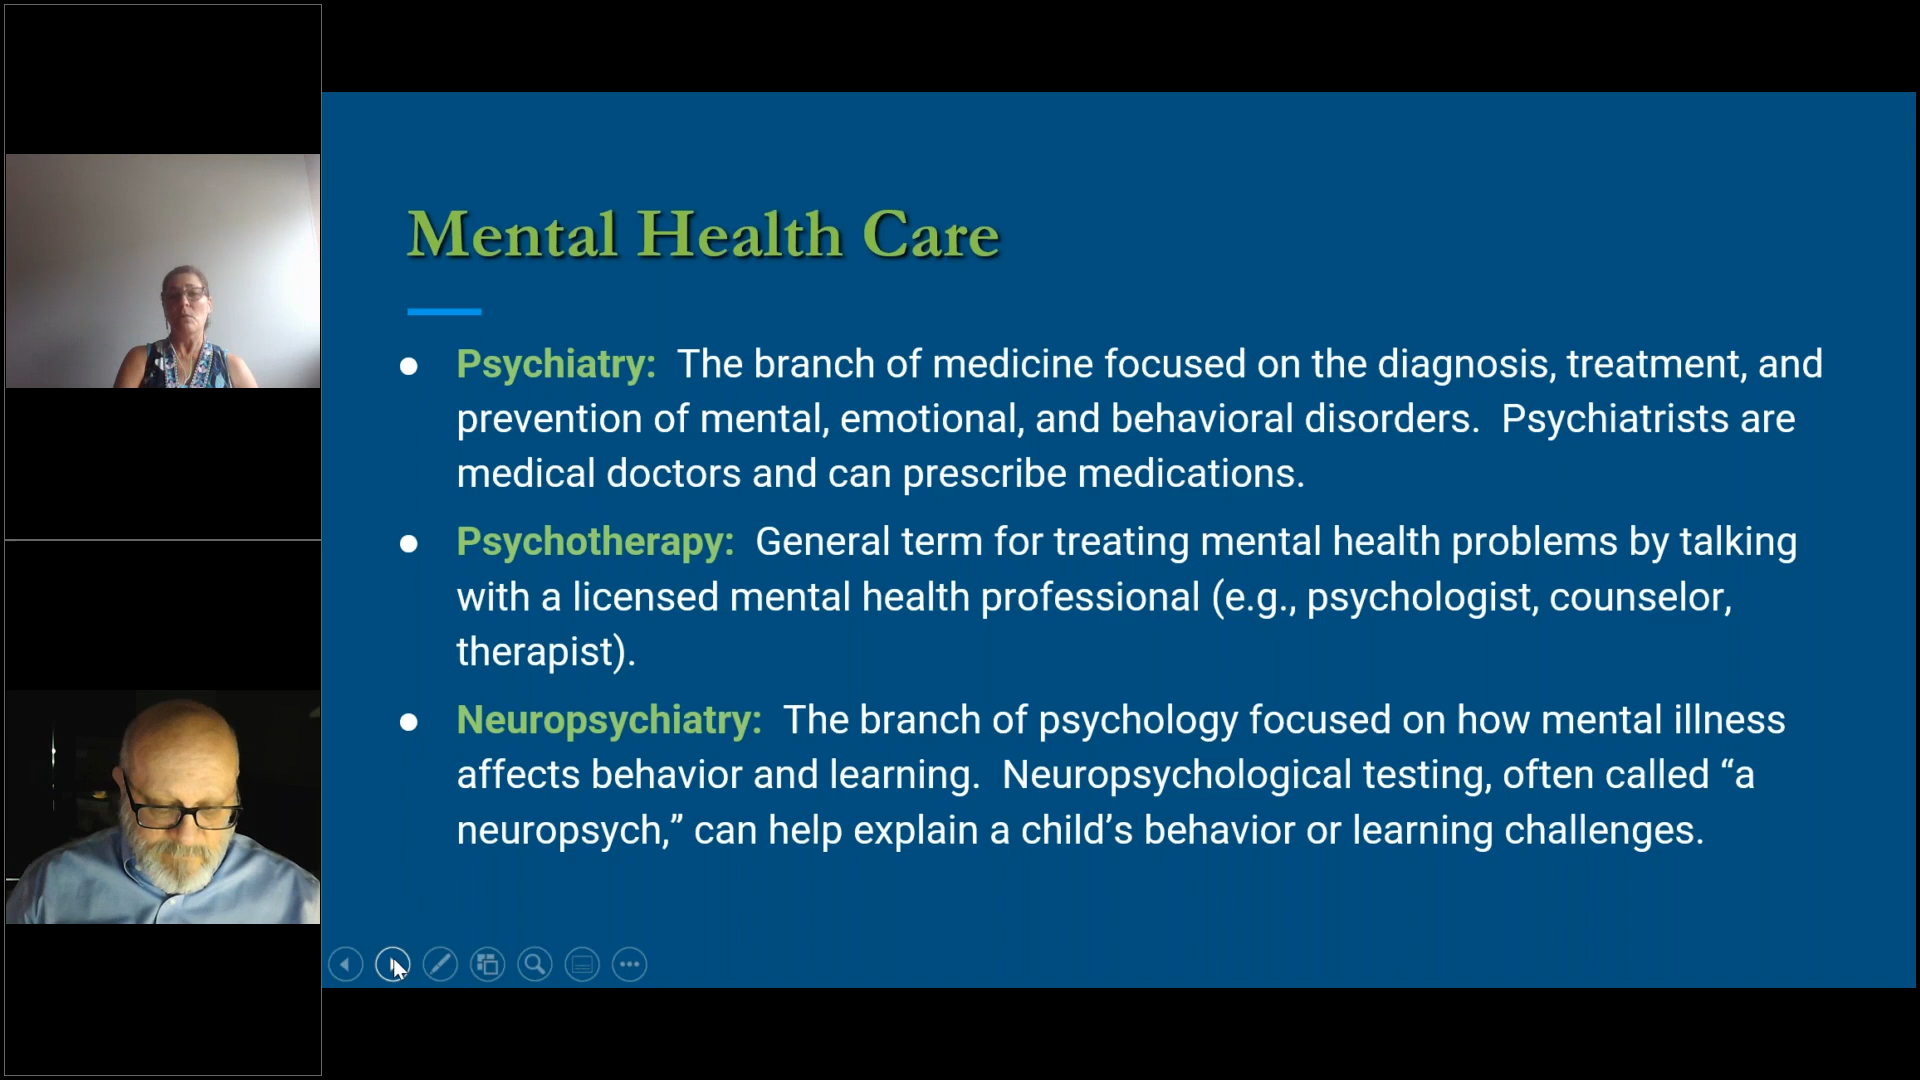 Mental Health Care
● Psychiatry: The branch of medicine focused on the diagnosis, treatment, and
prevention of mental, emotional, and behavioral disorders. Psychiatrists are
medical doctors and can prescribe medications.
● Psychotherapy: General term for treating mental health problems by talking
with a licensed mental health professional (e.g., psychologist, counselor,
therapist).
● Neuropsychiatry: The branch of psychology focused on how mental illness
affects behavior and learning. Neuropsychological testing, often called “a
neuropsych,” can help explain a child’s behavior or learning challenges.